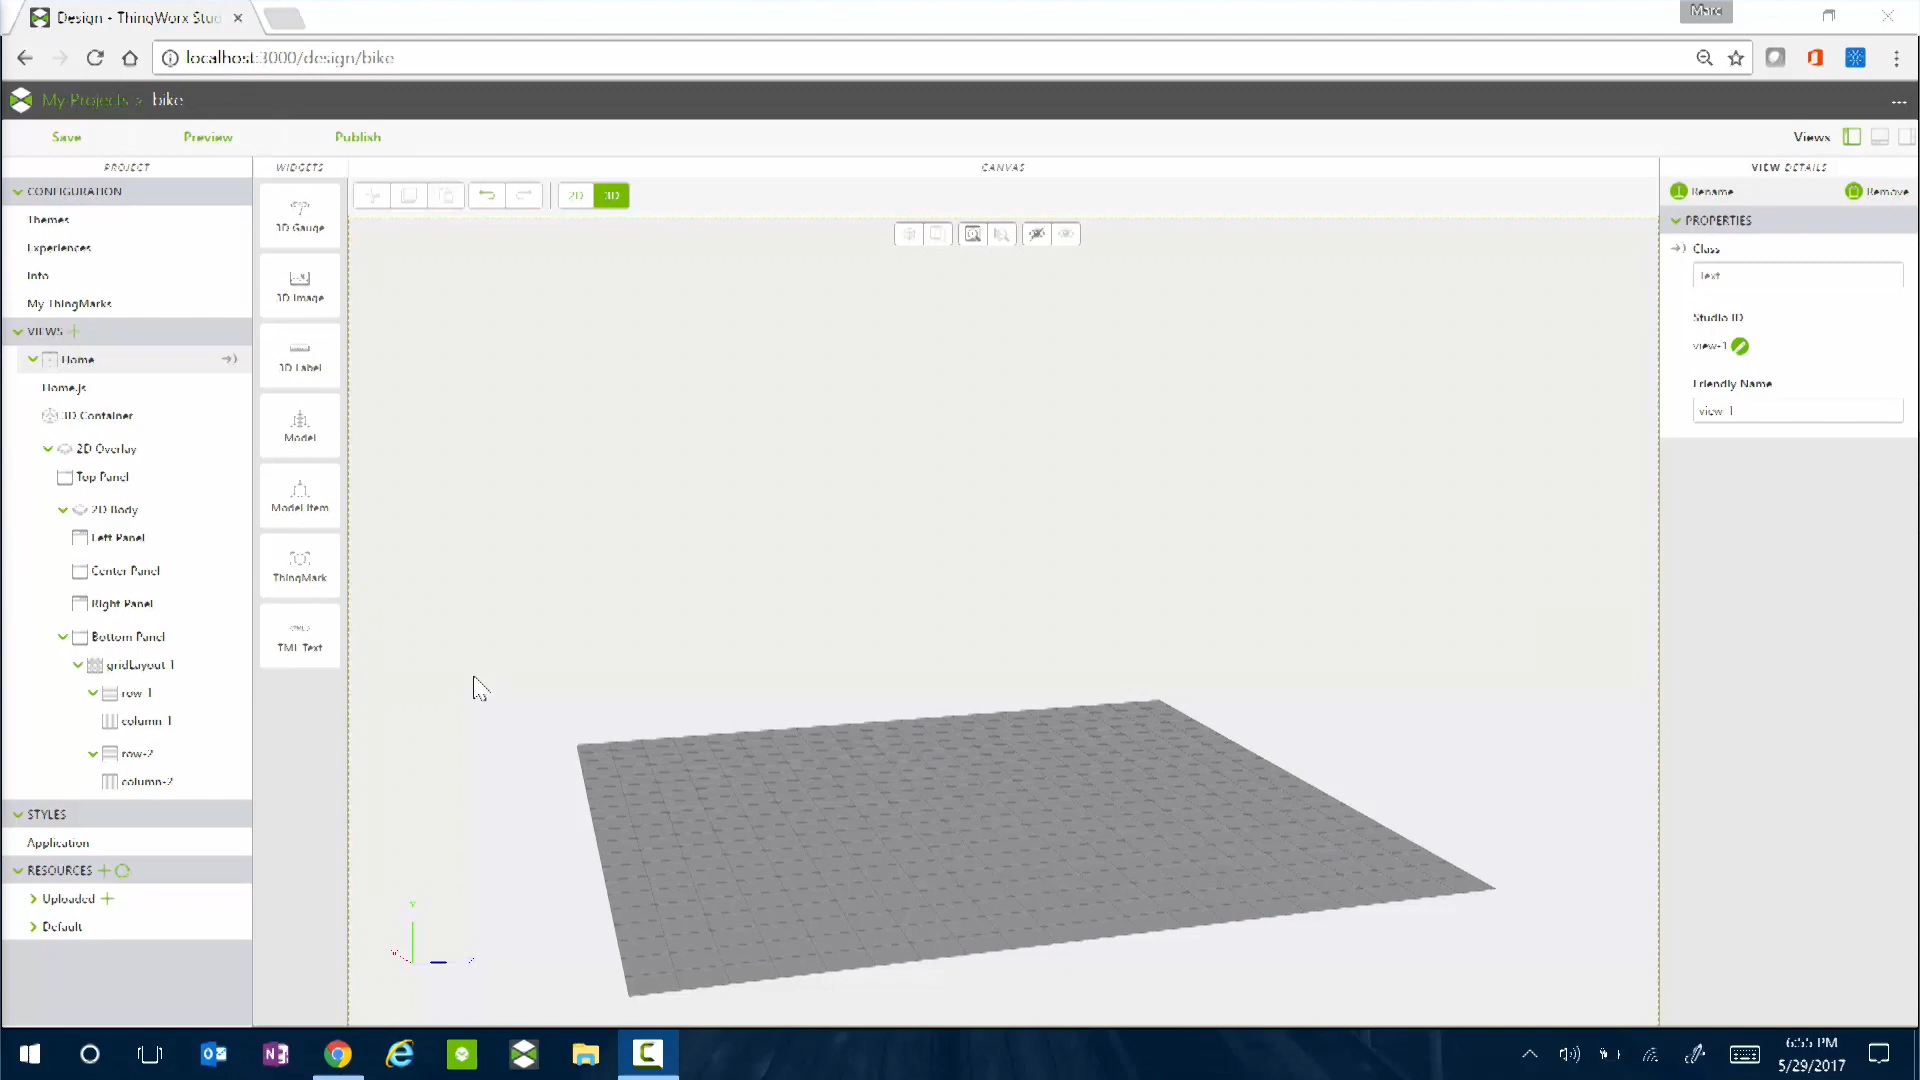 Design - ThingWorx Stud
Marc
localhost:3000/design/bike
My Projects > bike
Save
Preview
Publish
Views
PROJECT
WIDGETS
CANVAS
VIEW DETAILS
CONFIGURATION
Themes
Experiences
Info
My ThingMarks
VIEWS
Home
Home.js
3D Container
2D Overlay
Top Panel
2D Body
Left Panel
Center Panel
Right Panel
Bottom Panel
gridLayout-1
row-1
column-1
row-2
column-2
STYLES
Application
RESOURCES
Uploaded
Default
3D Gauge
3D Image
3D Label
Model
Model Item
ThingMark
TML Text
2D
3D
Y
Rename
Remove
PROPERTIES
Class
Text
Studio ID
view-1
Friendly Name
view-1
6:55 PM
5/29/2017